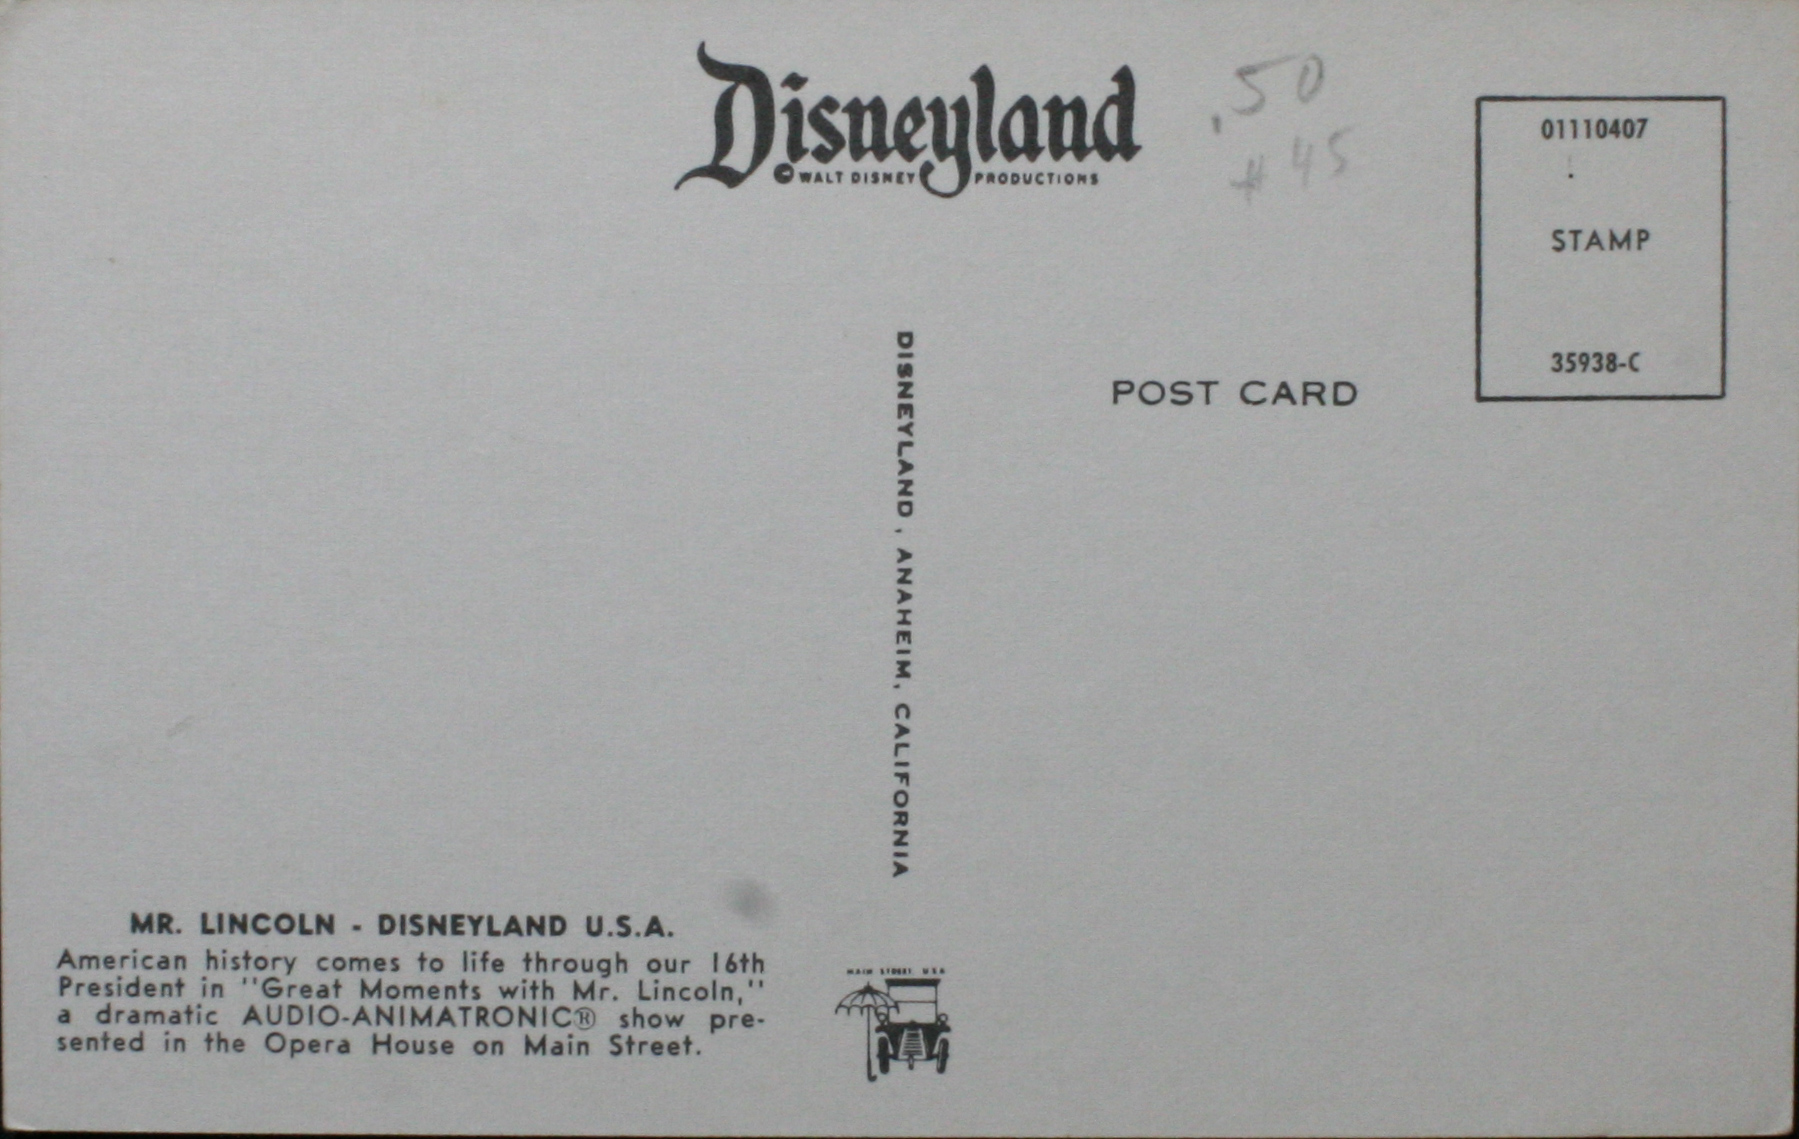 Disneyland
© WALT DISNEY PRODUCTIONS
.50
# 45
01110407
STAMP
35938-C
POST CARD
DISNEYLAND, ANAHEIM, CALIFORNIA
MR. LINCOLN - DISNEYLAND U.S.A.
American history comes to life through our 16th
President in "Great Moments with Mr. Lincoln,"
a dramatic AUDIO-ANIMATRONIC® show pre-
sented in the Opera House on Main Street.
MAIN STREET U.S.A